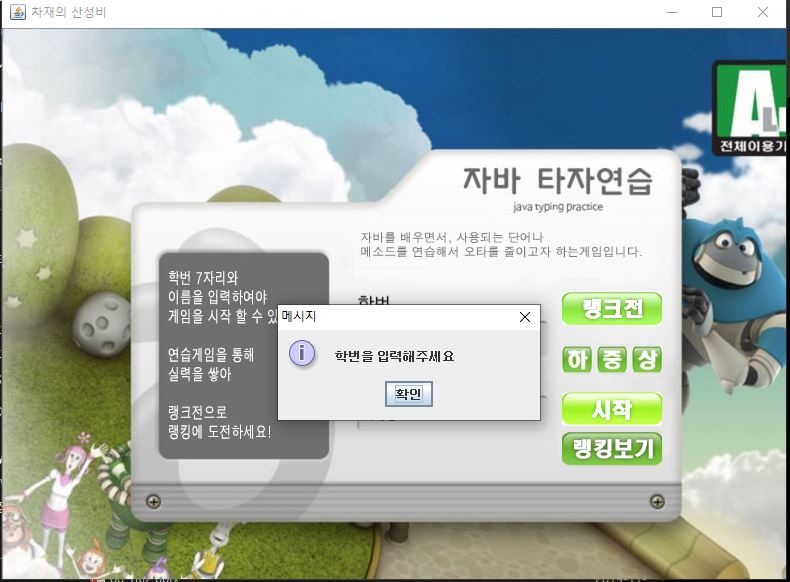 차재의 산성비
전체이용가
자바 타자연습
java typing practice
자바를 배우면서, 사용되는 단어나
메소드를 연습해서 오타를 줄이고자 하는게임입니다.
학번 7자리와
이름을 입력하여야
게임을 시작 할 수 있
연습게임을 통해
실력을 쌓아
랭크전으로
랭킹에 도전하세요!
학번
메시지
학번을 입력해주세요
확인
랭크전
하 중 상
시작
랭킹보기